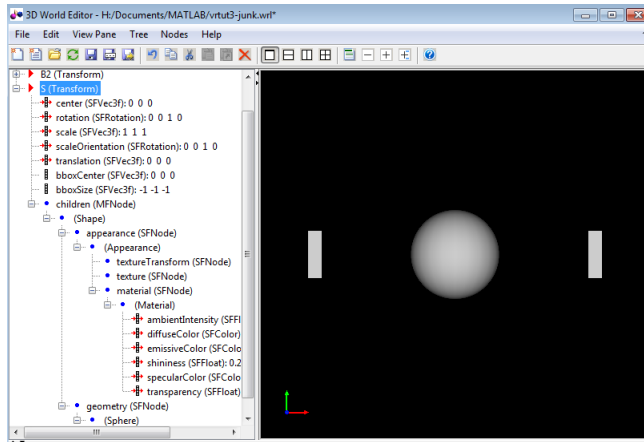 3D World Editor - H:/Documents/MATLAB/vrtut3-junk.wrl*
File Edit View Pane Tree Nodes Help
B2 (Transform)
S (Transform)
center (SFVec3f): 0 0 0
rotation (SFRotation): 0 0 1 0
scale (SFVec3f): 1 1 1
scaleOrientation (SFRotation): 0 0 1 0
translation (SFVec3f): 0 0 0
bboxCenter (SFVec3f): 0 0 0
bboxSize (SFVec3f): -1 -1 -1
children (MFNode)
(Shape)
appearance (SFNode)
(Appearance)
textureTransform (SFNode)
texture (SFNode)
material (SFNode)
(Material)
ambientIntensity (SFFl
diffuseColor (SFColor)
emissiveColor (SFColo
shininess (SFFloat): 0.2
specularColor (SFColo
transparency (SFFloat)
geometry (SFNode)
(Sphere)